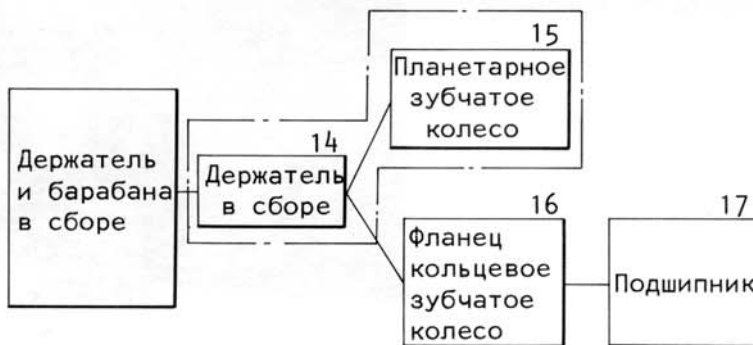 15
Планетарное
зубчатое
колесо
14
Держатель
и барабана
в сборе
Держатель
в сборе
16
Фланец
кольцевое
зубчатое
колесо
17
Подшипник